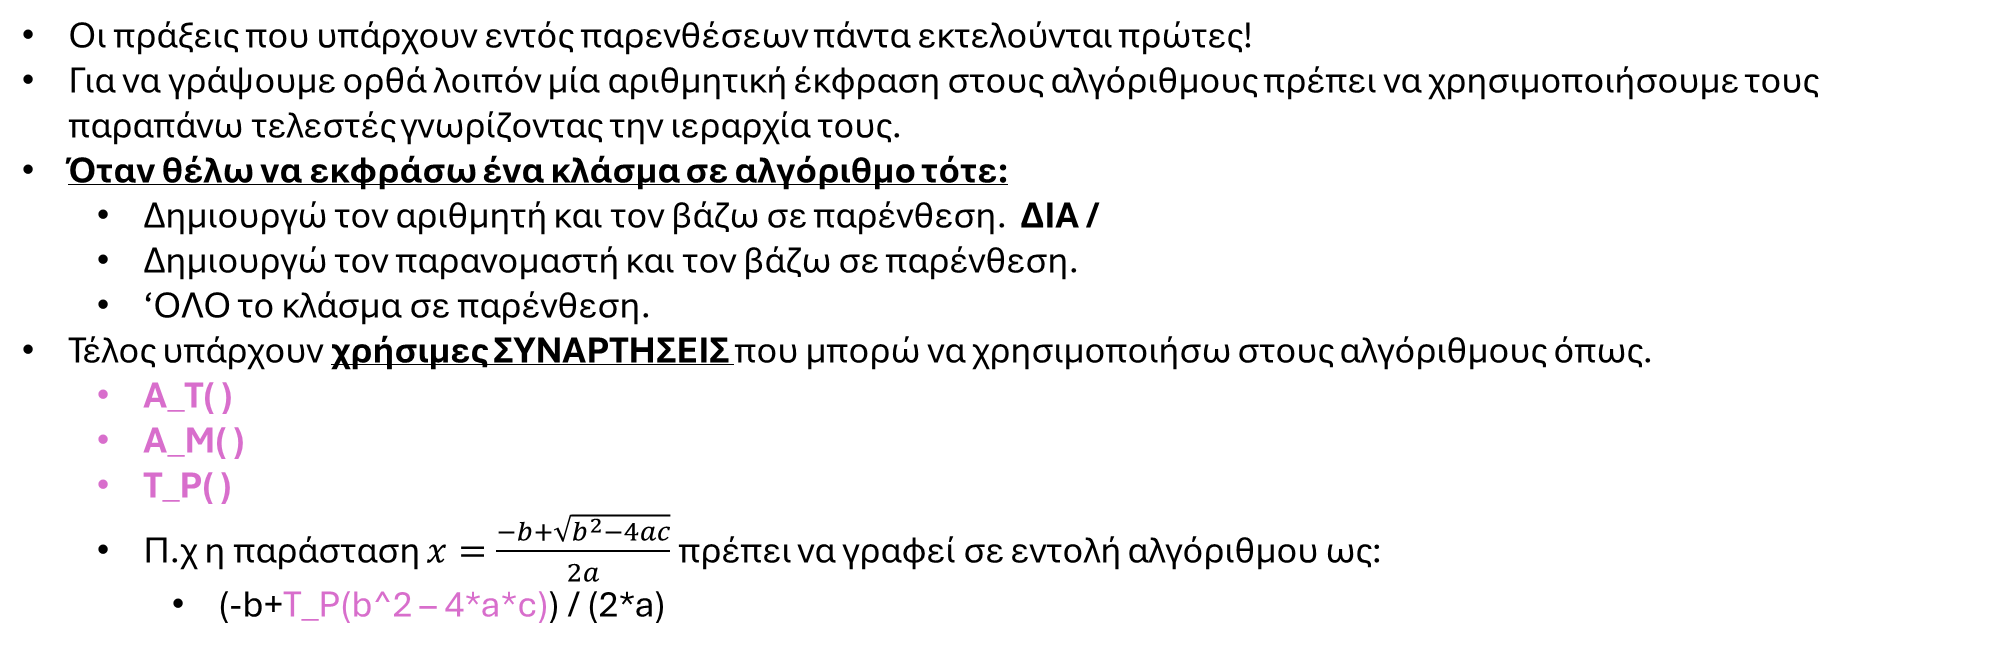 • Οι πράξεις που υπάρχουν εντός παρενθέσεων πάντα εκτελούνται πρώτες!
• Για να γράψουμε ορθά λοιπόν μία αριθμητική έκφραση στους αλγόριθμους πρέπει να χρησιμοποιήσουμε τους
παραπάνω τελεστές γνωρίζοντας την ιεραρχία τους.
• Όταν θέλω να εκφράσω ένα κλάσμα σε αλγόριθμο τότε:
• Δημιουργώ τον αριθμητή και τον βάζω σε παρένθεση. ΔΙΑ /
• Δημιουργώ τον παρανομαστή και τον βάζω σε παρένθεση.
• ‘ΟΛΟ το κλάσμα σε παρένθεση.
• Τέλος υπάρχουν χρήσιμες ΣΥΝΑΡΤΗΣΕΙΣ που μπορώ να χρησιμοποιήσω στους αλγόριθμους όπως.
• Α_Τ( )
• Α_Μ( )
• Τ_Ρ( )
• Π.χ η παράσταση x = (−b+√(b²−4ac))/(2a) πρέπει να γραφεί σε εντολή αλγόριθμου ως:
• (-b+T_P(b^2 – 4*a*c)) / (2*a)